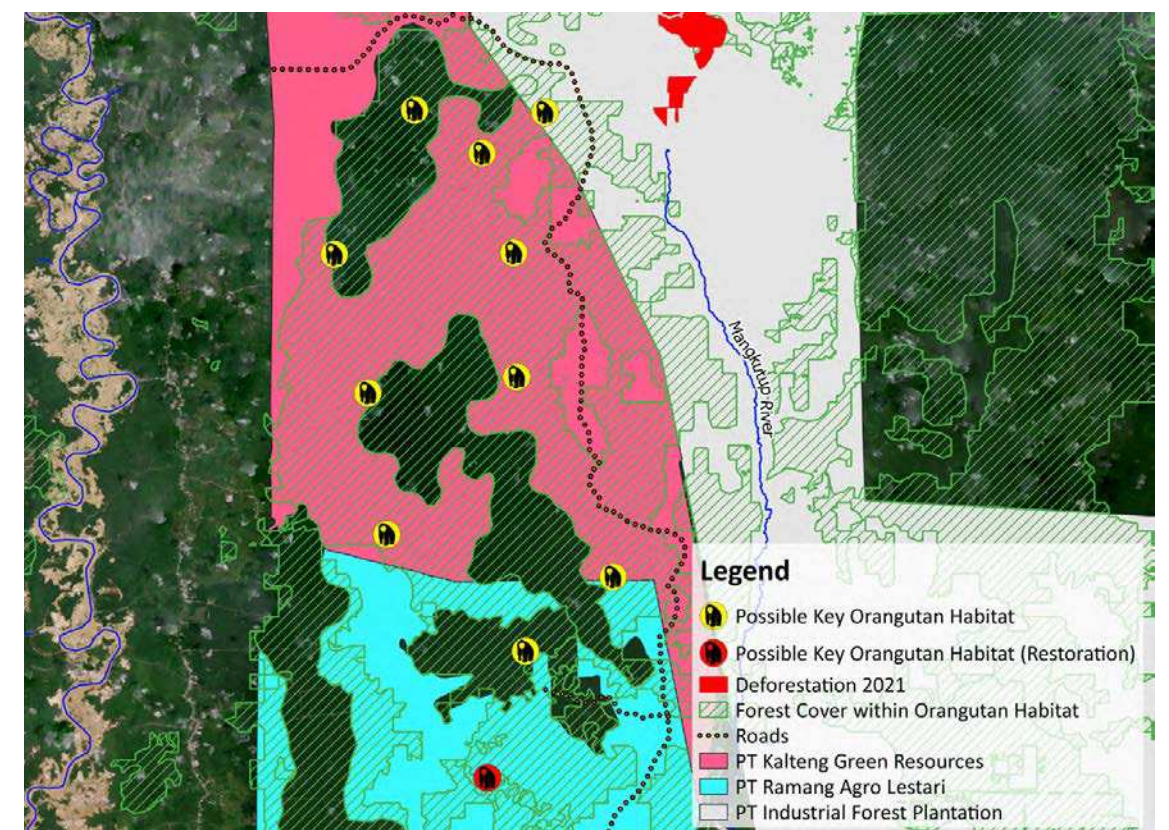 Mangkutup River
Legend
Possible Key Orangutan Habitat
Possible Key Orangutan Habitat (Restoration)
Deforestation 2021
Forest Cover within Orangutan Habitat
Roads
PT Kalteng Green Resources
PT Ramang Agro Lestari
PT Industrial Forest Plantation